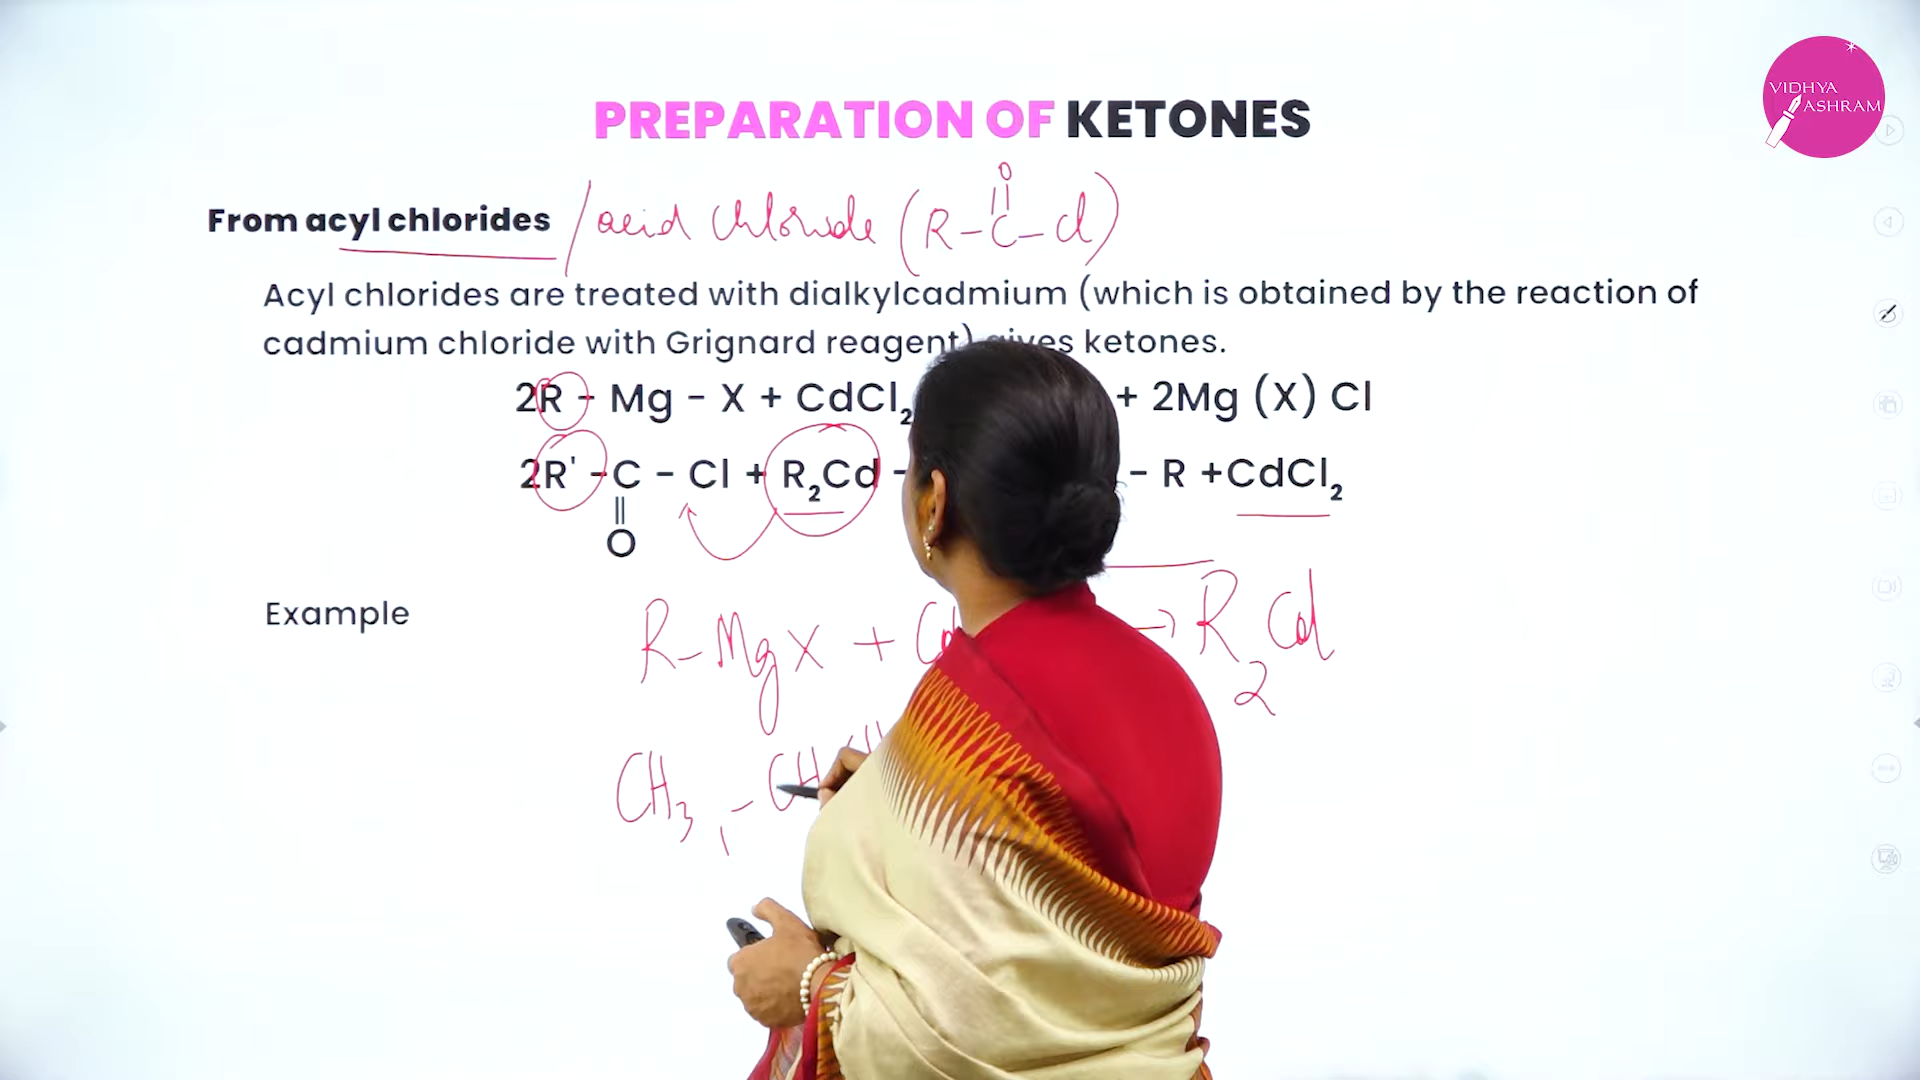 VIDHYA
ASHRAM
PREPARATION OF KETONES
From acyl chlorides / acid chloride (R-C-Cl)
O
Acyl chlorides are treated with dialkylcadmium (which is obtained by the reaction of
cadmium chloride with Grignard reagent) gives ketones.
2R - Mg - X + CdCl₂ + 2Mg (X) Cl
2R' - C - Cl + R₂Cd - - R +CdCl₂
O
Example
R-MgX + Cd → R₂Cd
CH₃, - CH